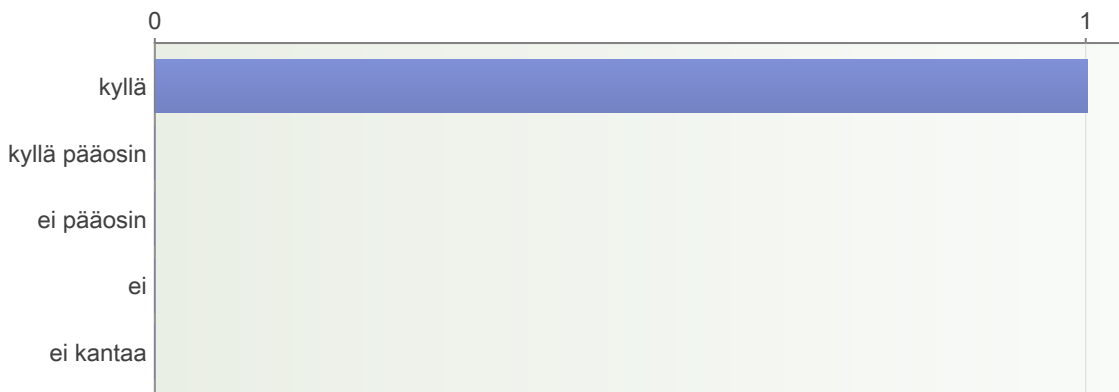 0 1
kyllä
kyllä pääosin
ei pääosin
ei
ei kantaa